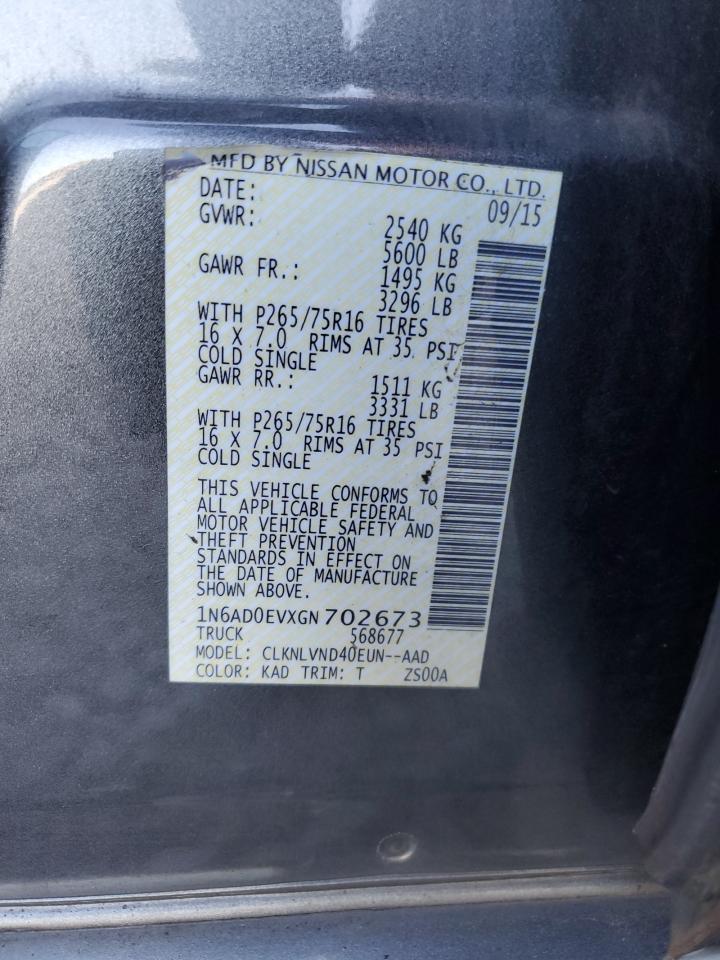 MFD BY NISSAN MOTOR CO., LTD.
DATE: 09/15
GVWR: 2540 KG
5600 LB
GAWR FR.: 1495 KG
3296 LB
WITH P265/75R16 TIRES
16 X 7.0 RIMS AT 35 PSI
COLD SINGLE
GAWR RR.: 1511 KG
3331 LB
WITH P265/75R16 TIRES
16 X 7.0 RIMS AT 35 PSI
COLD SINGLE
THIS VEHICLE CONFORMS TO
ALL APPLICABLE FEDERAL
MOTOR VEHICLE SAFETY AND
THEFT PREVENTION
STANDARDS IN EFFECT ON
THE DATE OF MANUFACTURE
SHOWN ABOVE.
1N6AD0EVXGN702673
TRUCK 568677
MODEL: CLKNLVND40EUN--AAD
COLOR: KAD TRIM: T ZS00A